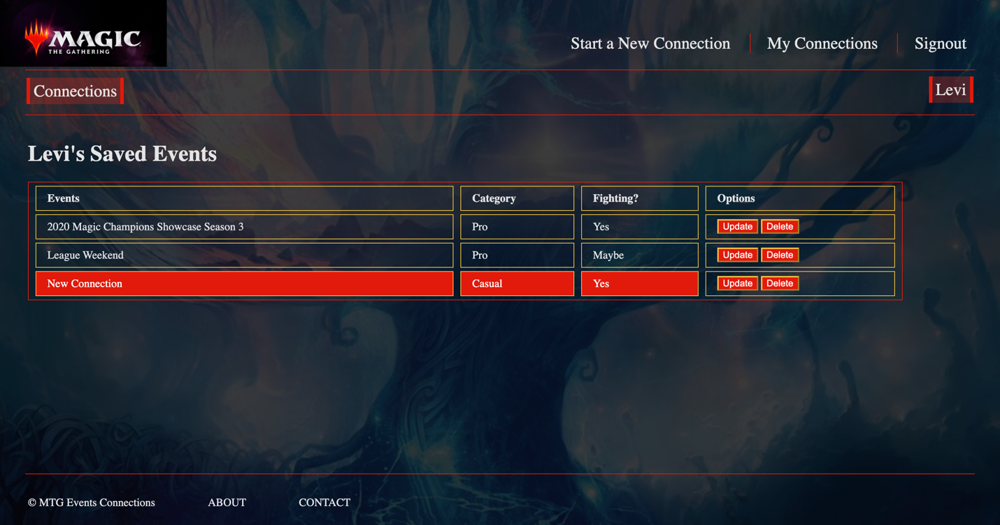 MAGIC
THE GATHERING
Start a New Connection My Connections Signout
Connections Levi
Levi's Saved Events
Events Category Fighting? Options
2020 Magic Champions Showcase Season 3 Pro Yes Update Delete
League Weekend Pro Maybe Update Delete
New Connection Casual Yes Update Delete
© MTG Events Connections ABOUT CONTACT